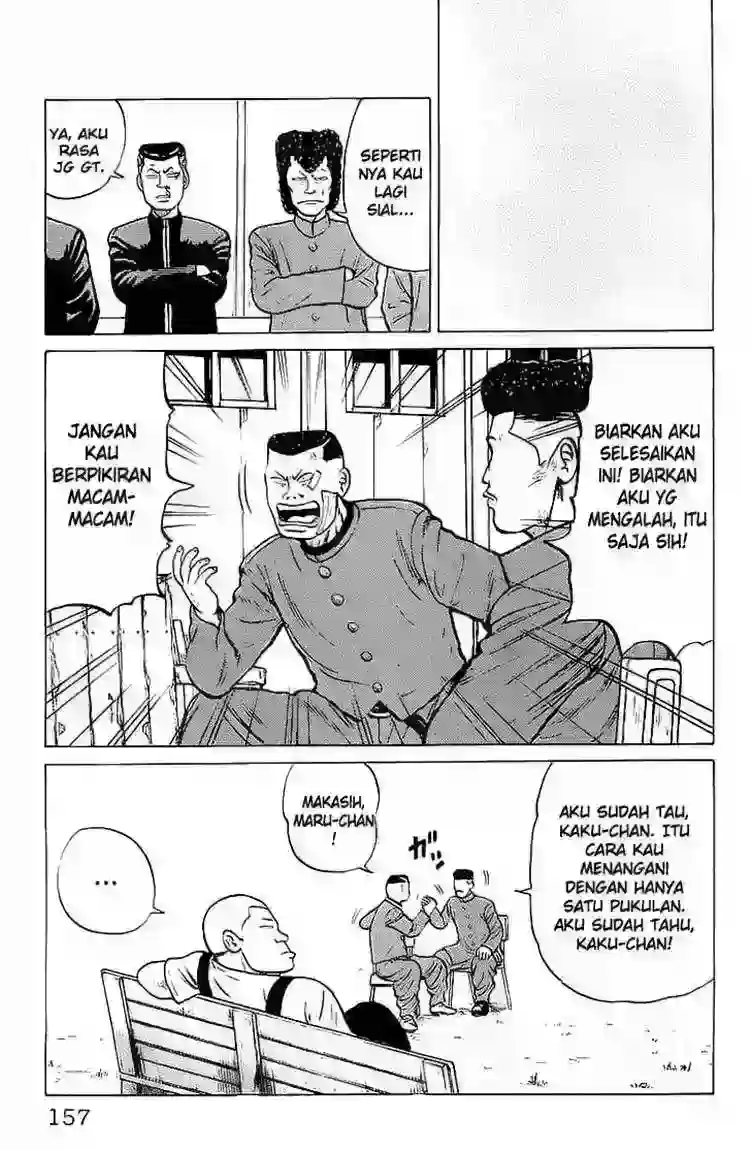 SEPERTI
NYA KAU
LAGI
SIAL...
YA, AKU
RASA
JG GT.
BIARKAN AKU
SELESAIKAN
INI! BIARKAN
AKU YG
MENGALAH, ITU
SAJA SIH!
JANGAN
KAU
BERPIKIRAN
MACAM-
MACAM!
AKU SUDAH TAU,
KAKU-CHAN. ITU
CARA KAU
MENANGANI
DENGAN HANYA
SATU PUKULAN.
AKU SUDAH TAHU,
KAKU-CHAN!
ガッ
MAKASIH,
MARU-CHAN
!
...
157